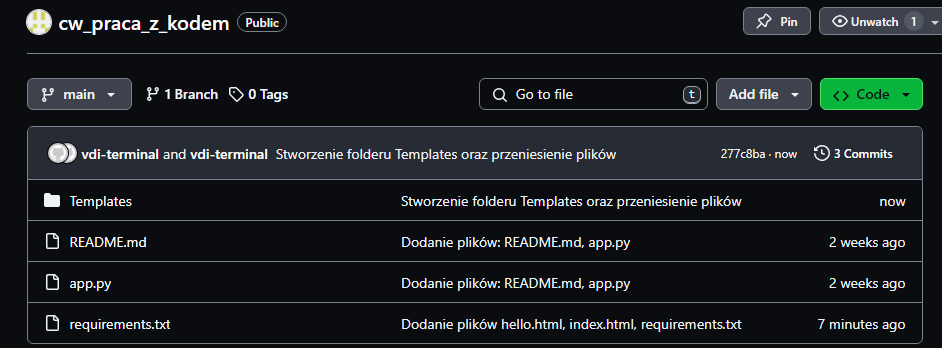 cw_praca_z_kodem Public Pin Unwatch 1
main 1 Branch 0 Tags Go to file t Add file Code
vdi-terminal and vdi-terminal Stworzenie folderu Templates oraz przeniesienie plików 277c8ba · now 3 Commits
Templates Stworzenie folderu Templates oraz przeniesienie plików now
README.md Dodanie plików: README.md, app.py 2 weeks ago
app.py Dodanie plików: README.md, app.py 2 weeks ago
requirements.txt Dodanie plików hello.html, index.html, requirements.txt 7 minutes ago